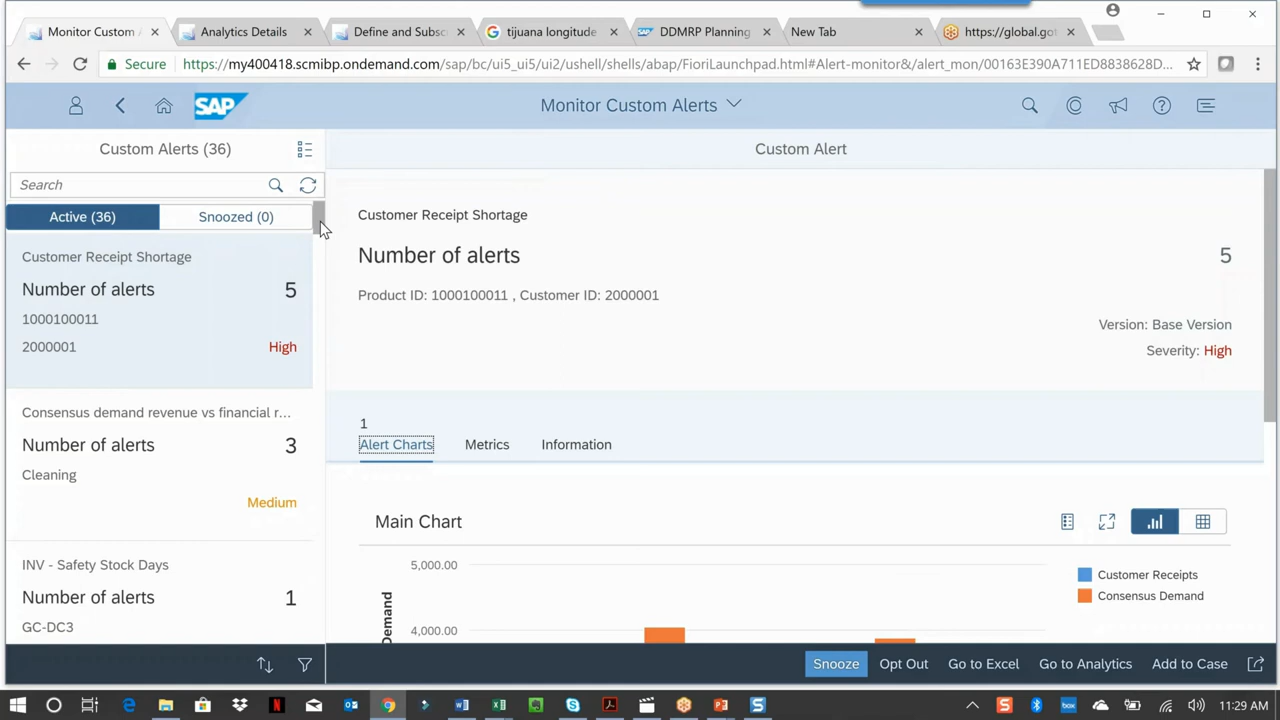 Monitor Custom A
Analytics Details
Define and Subsc
tijuana longitude
DDMRP Planning
New Tab
https://global.got
Secure
https://my400418.scmibp.ondemand.com/sap/bc/ui5_ui5/ui2/ushell/shells/abap/FioriLaunchpad.html#Alert-monitor&/alert_mon/00163E390A711ED8838628D...
SAP
Monitor Custom Alerts
Custom Alerts (36)
Custom Alert
Search
Active (36)
Snoozed (0)
Customer Receipt Shortage
Number of alerts
5
1000100011
2000001
High
Consensus demand revenue vs financial r...
Number of alerts
3
Cleaning
Medium
INV - Safety Stock Days
Number of alerts
1
GC-DC3
Customer Receipt Shortage
Number of alerts
5
Product ID: 1000100011 , Customer ID: 2000001
Version: Base Version
Severity: High
1
Alert Charts
Metrics
Information
Main Chart
5,000.00
4,000.00
Demand
Customer Receipts
Consensus Demand
Snooze
Opt Out
Go to Excel
Go to Analytics
Add to Case
11:29 AM